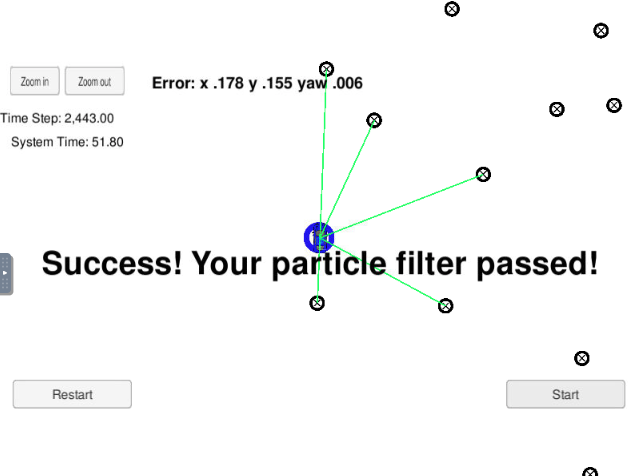 Zoom in
Zoom out
Error: x .178 y .155 yaw .006
Time Step: 2,443.00
System Time: 51.80
Success! Your particle filter passed!
Restart
Start